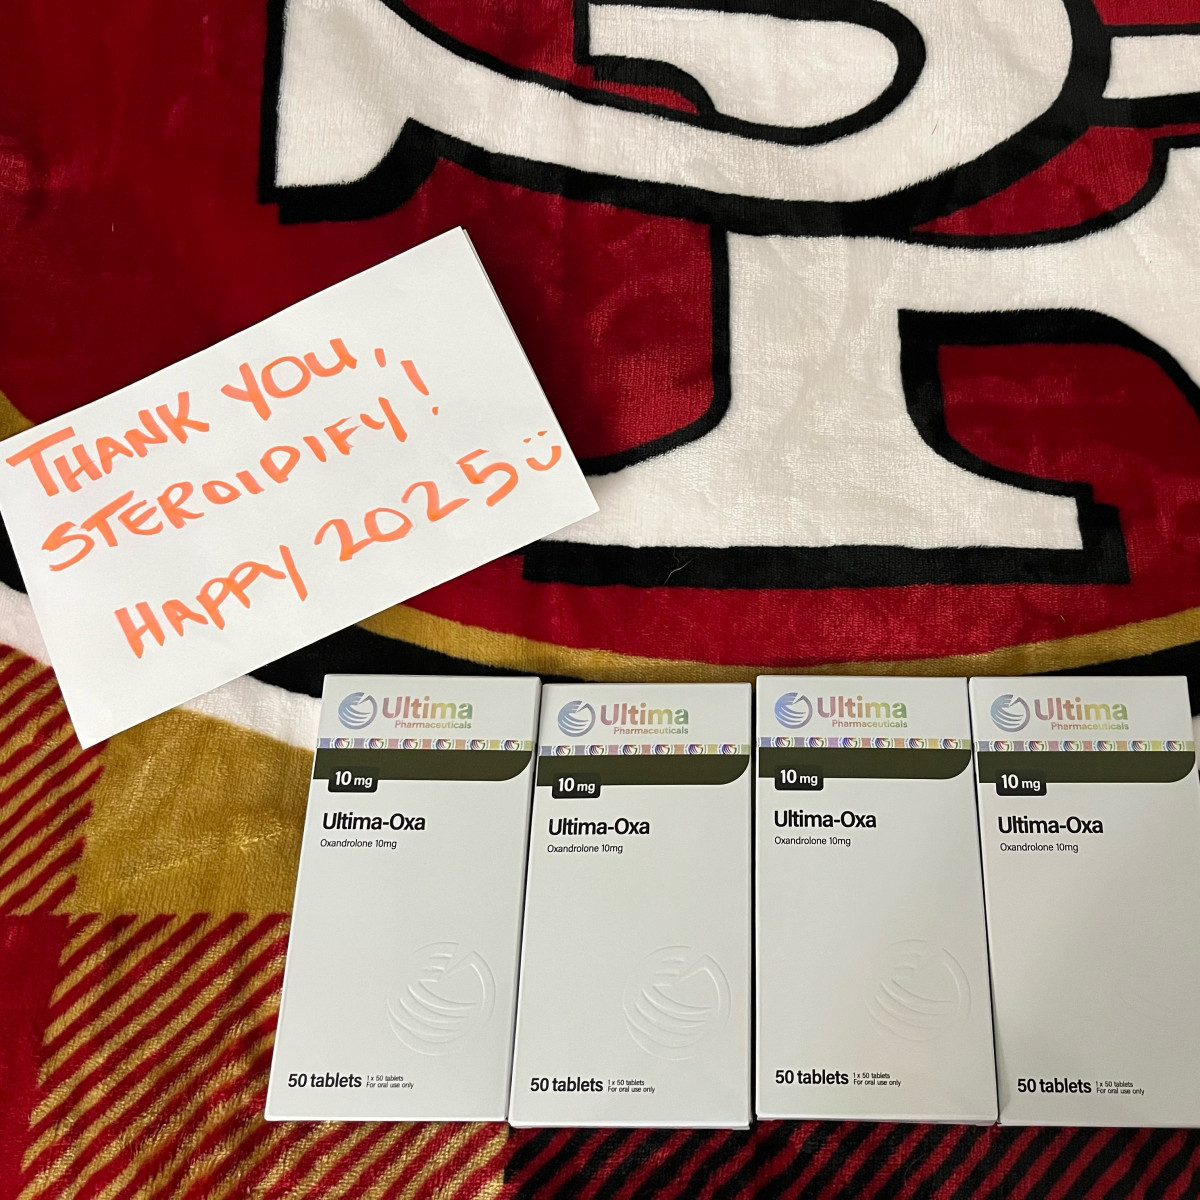 SF
THANK YOU,
STEROIDIFY!
HAPPY 2025 :)
Ultima
Pharmaceuticals
10 mg
Ultima-Oxa
Oxandrolone 10mg
50 tablets
1 x 50 tablets
For oral use only
Ultima
Pharmaceuticals
10 mg
Ultima-Oxa
Oxandrolone 10mg
50 tablets
1 x 50 tablets
For oral use only
Ultima
Pharmaceuticals
10 mg
Ultima-Oxa
Oxandrolone 10mg
50 tablets
1 x 50 tablets
For oral use only
Ultima
Pharmaceuticals
10 mg
Ultima-Oxa
Oxandrolone 10mg
50 tablets
1 x 50 tablets
For oral use only